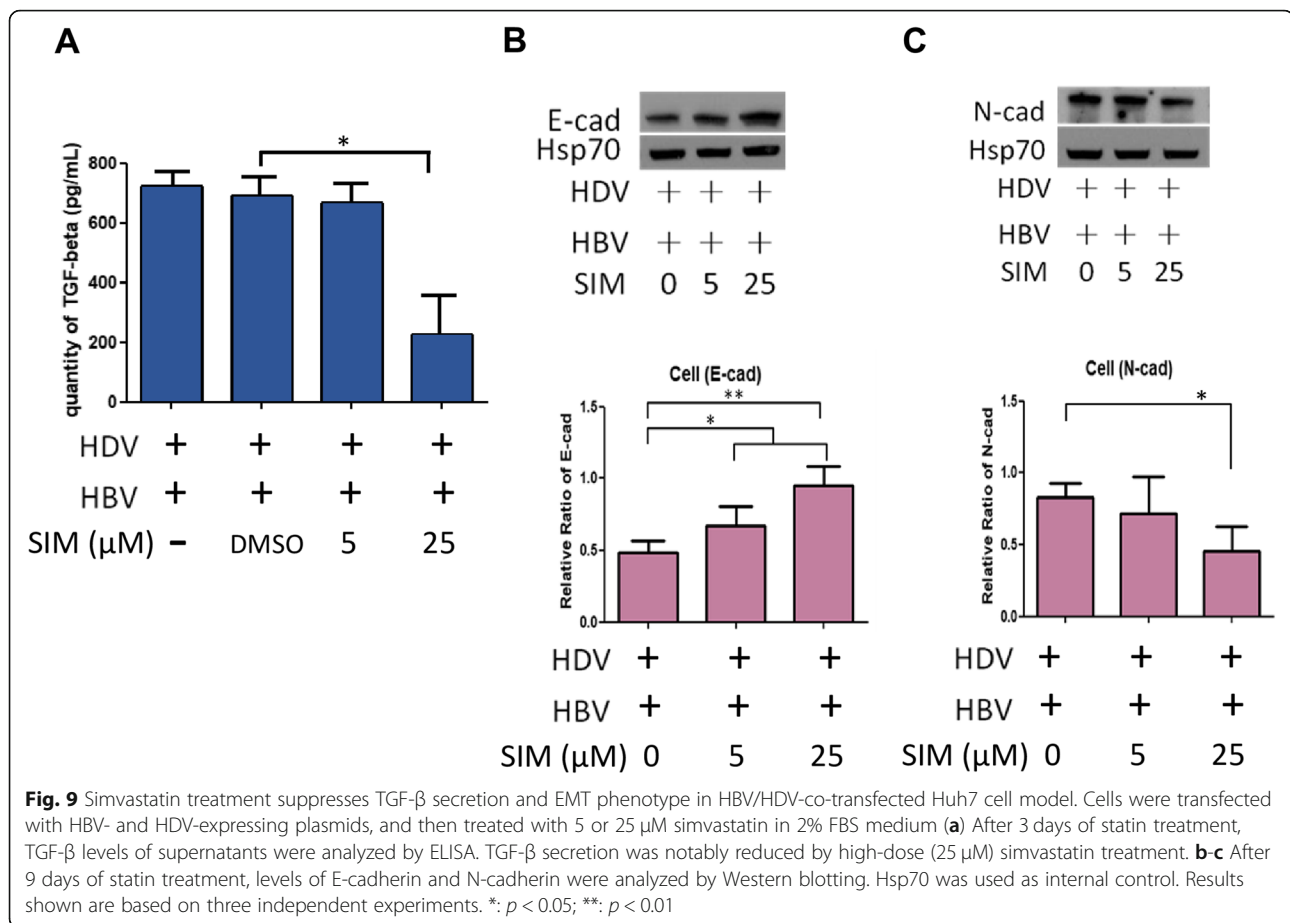 A
*
quantity of TGF-beta (pg/mL)
800
600
400
200
0
HDV + + + +
HBV + + + +
SIM (μM) – DMSO 5 25
B
E-cad
Hsp70
HDV + + +
HBV + + +
SIM 0 5 25
Cell (E-cad)
**
*
Relative Ratio of E-cad
1.5
1.0
0.5
0.0
HDV + + +
HBV + + +
SIM (μM) 0 5 25
C
N-cad
Hsp70
HDV + + +
HBV + + +
SIM 0 5 25
Cell (N-cad)
*
Relative Ratio of N-cad
1.5
1.0
0.5
0.0
HDV + + +
HBV + + +
SIM (μM) 0 5 25
Fig. 9 Simvastatin treatment suppresses TGF-β secretion and EMT phenotype in HBV/HDV-co-transfected Huh7 cell model. Cells were transfected
with HBV- and HDV-expressing plasmids, and then treated with 5 or 25 μM simvastatin in 2% FBS medium (a) After 3 days of statin treatment,
TGF-β levels of supernatants were analyzed by ELISA. TGF-β secretion was notably reduced by high-dose (25 μM) simvastatin treatment. b-c After
9 days of statin treatment, levels of E-cadherin and N-cadherin were analyzed by Western blotting. Hsp70 was used as internal control. Results
shown are based on three independent experiments. *: p < 0.05; **: p < 0.01